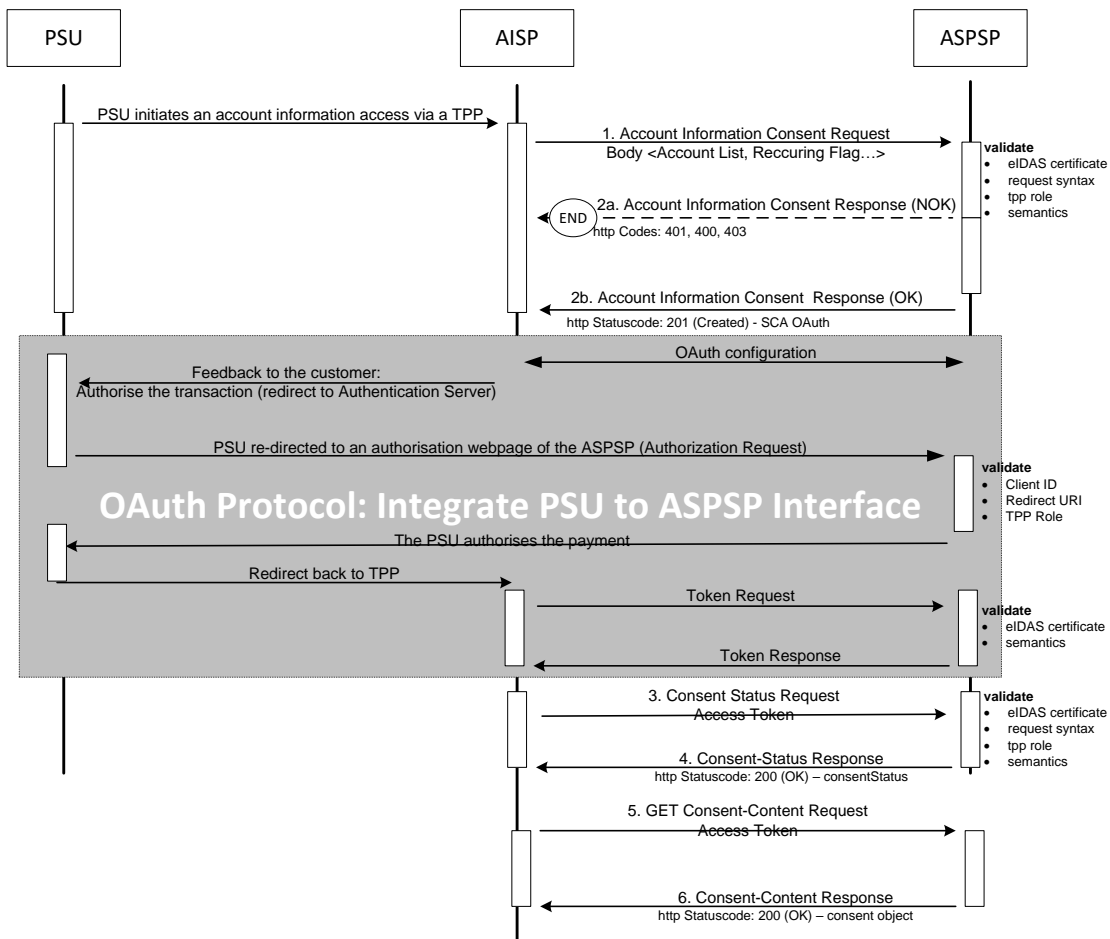 PSU
AISP
ASPSP
PSU initiates an account information access via a TPP
1. Account Information Consent Request
Body <Account List, Reccuring Flag…>
validate
• eIDAS certificate
• request syntax
• tpp role
• semantics
2a. Account Information Consent Response (NOK)
END
http Codes: 401, 400, 403
2b. Account Information Consent Response (OK)
http Statuscode: 201 (Created) - SCA OAuth
OAuth configuration
Feedback to the customer:
Authorise the transaction (redirect to Authentication Server)
PSU re-directed to an authorisation webpage of the ASPSP (Authorization Request)
validate
• Client ID
• Redirect URI
• TPP Role
OAuth Protocol: Integrate PSU to ASPSP Interface
The PSU authorises the payment
Redirect back to TPP
Token Request
validate
• eIDAS certificate
• semantics
Token Response
3. Consent Status Request
Access Token
validate
• eIDAS certificate
• request syntax
• tpp role
• semantics
4. Consent-Status Response
http Statuscode: 200 (OK) – consentStatus
5. GET Consent-Content Request
Access Token
6. Consent-Content Response
http Statuscode: 200 (OK) – consent object